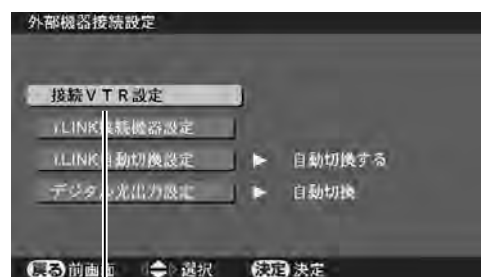 外部機器接続設定
接続VTR設定
i.LINK接続機器設定
i.LINK自動切換設定 ▶ 自動切換する
デジタル光出力設定 ▶ 自動切換
戻る 前画面 選択 決定 決定